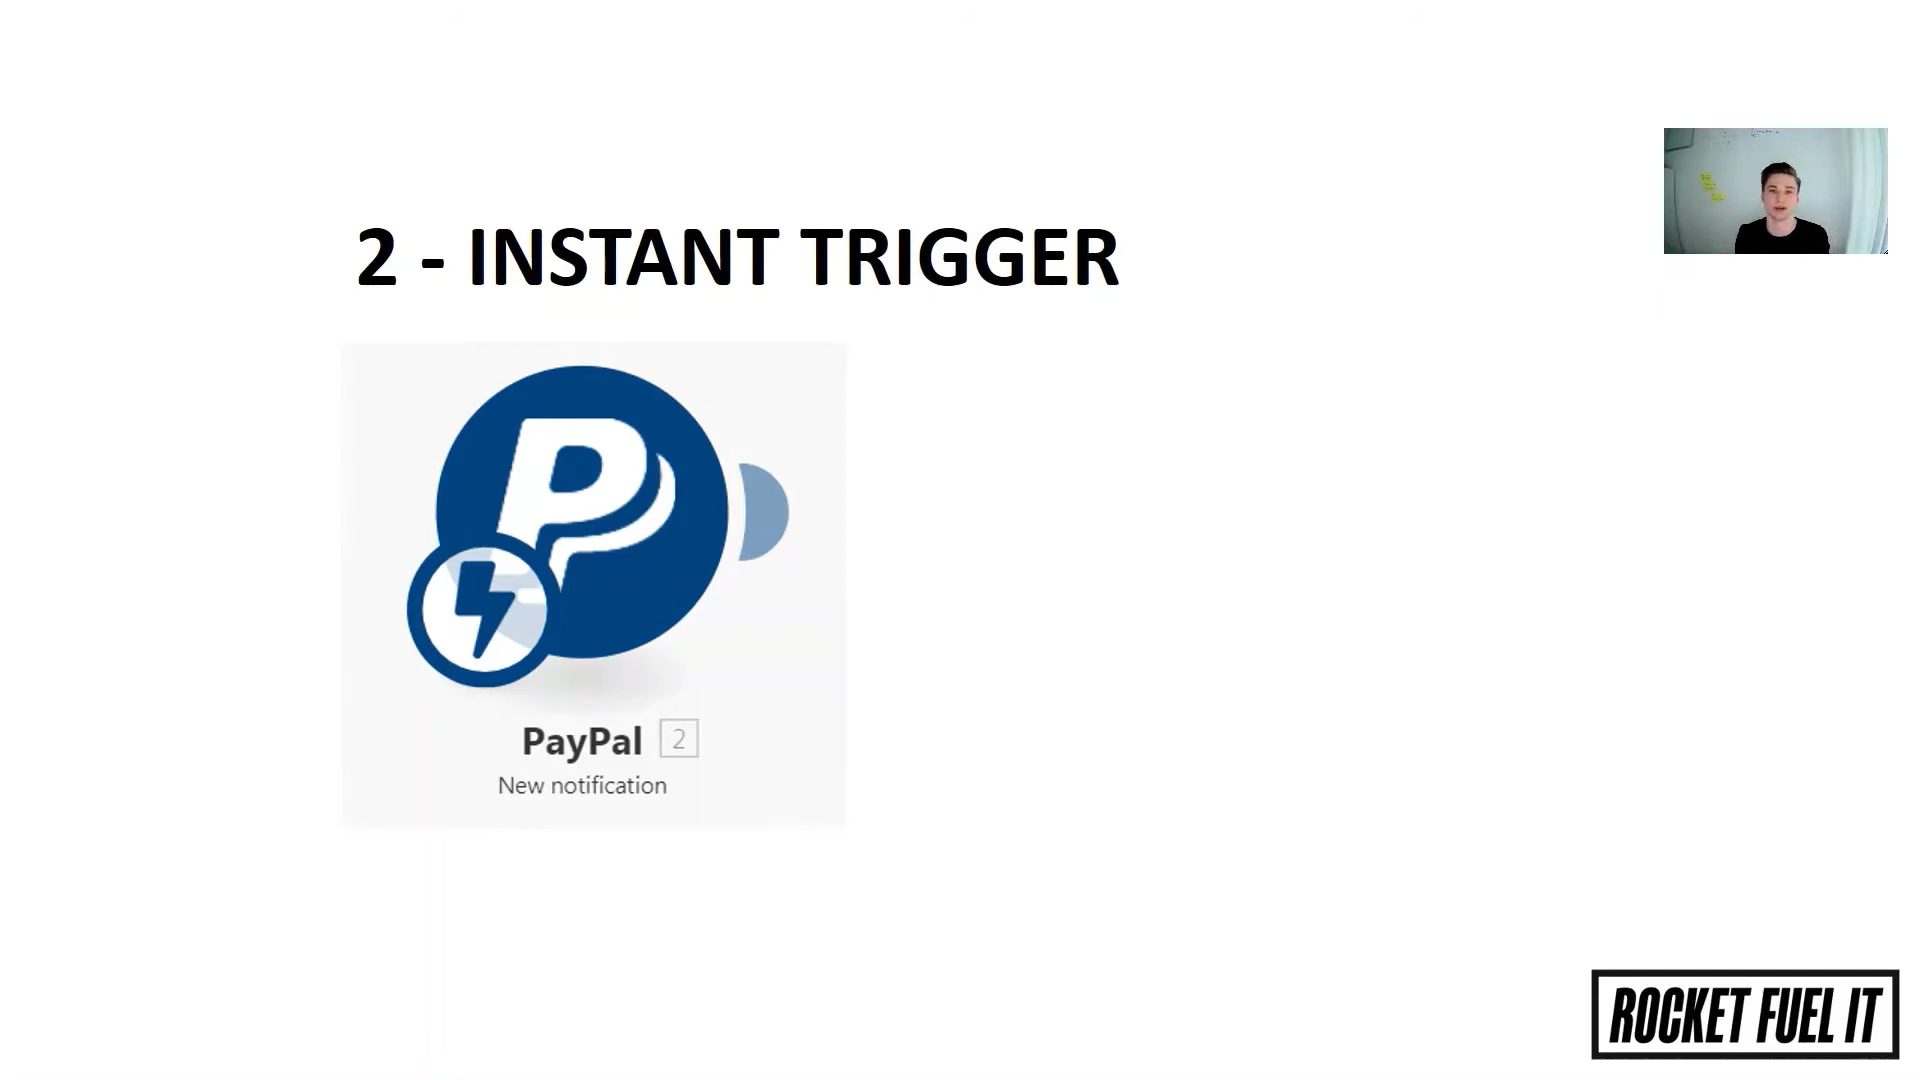 2 - INSTANT TRIGGER
PayPal 2
New notification
ROCKET FUEL IT